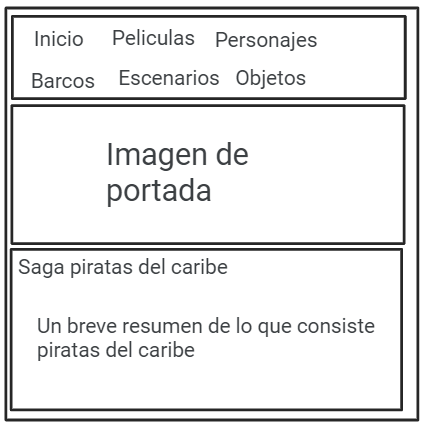 Inicio Peliculas Personajes
Barcos Escenarios Objetos
Imagen de
portada
Saga piratas del caribe
Un breve resumen de lo que consiste
piratas del caribe